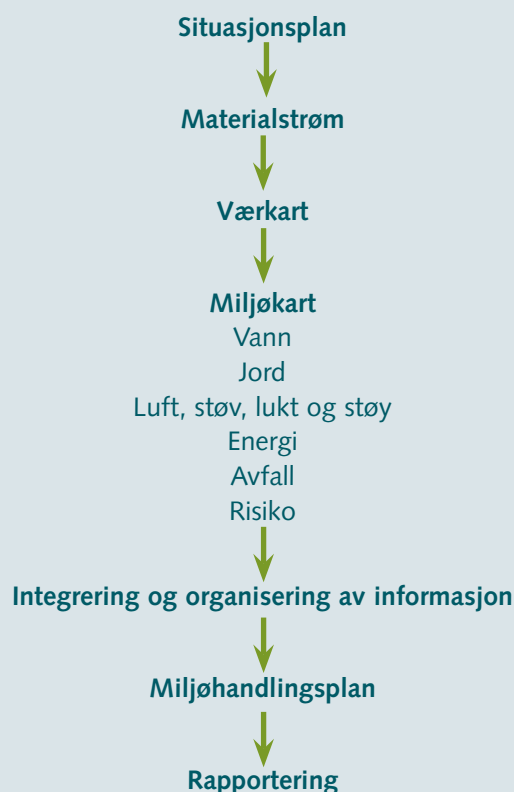 Situasjonsplan
Materialstrøm
Værkart
Miljøkart
Vann
Jord
Luft, støv, lukt og støy
Energi
Avfall
Risiko
Integrering og organisering av informasjon
Miljøhandlingsplan
Rapportering